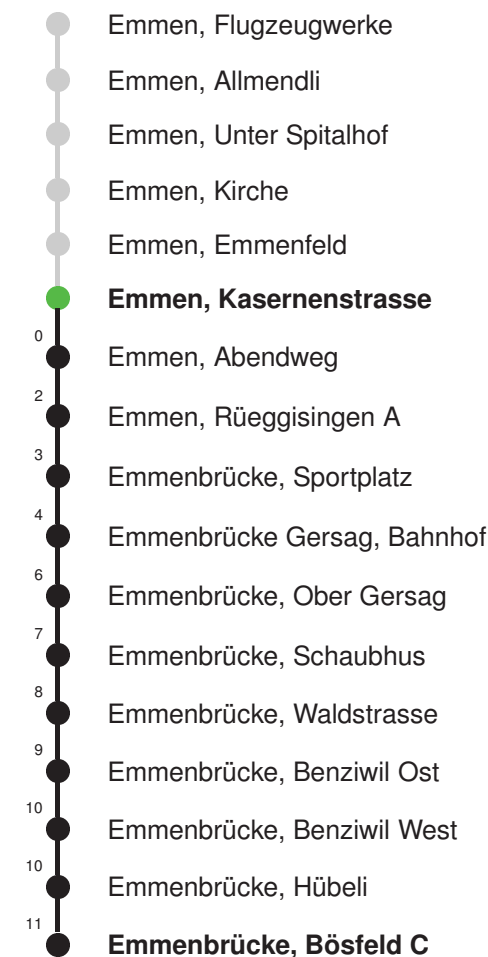 Emmen, Flugzeugwerke
Emmen, Allmendli
Emmen, Unter Spitalhof
Emmen, Kirche
Emmen, Emmenfeld
Emmen, Kasernenstrasse
0 Emmen, Abendweg
2 Emmen, Rüeggisingen A
3 Emmenbrücke, Sportplatz
4 Emmenbrücke Gersag, Bahnhof
6 Emmenbrücke, Ober Gersag
7 Emmenbrücke, Schaubhus
8 Emmenbrücke, Waldstrasse
9 Emmenbrücke, Benziwil Ost
10 Emmenbrücke, Benziwil West
10 Emmenbrücke, Hübeli
11 Emmenbrücke, Bösfeld C